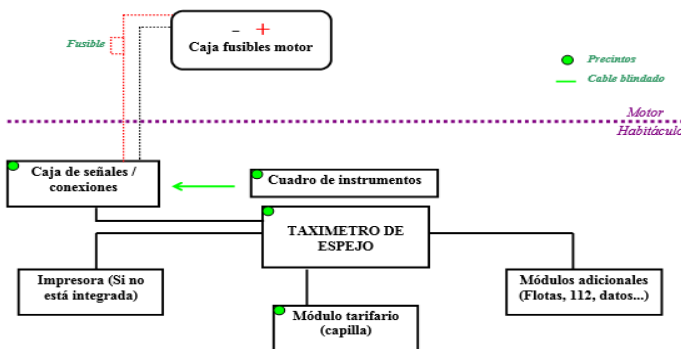 - +
Caja fusibles motor
Fusible
Precintos
Cable blindado
Motor
Habitáculo
Caja de señales /
conexiones
Cuadro de instrumentos
TAXIMETRO DE
ESPEJO
Impresora (Si no
está integrada)
Módulos adicionales
(Flotas, 112, datos...)
Módulo tarifario
(capilla)